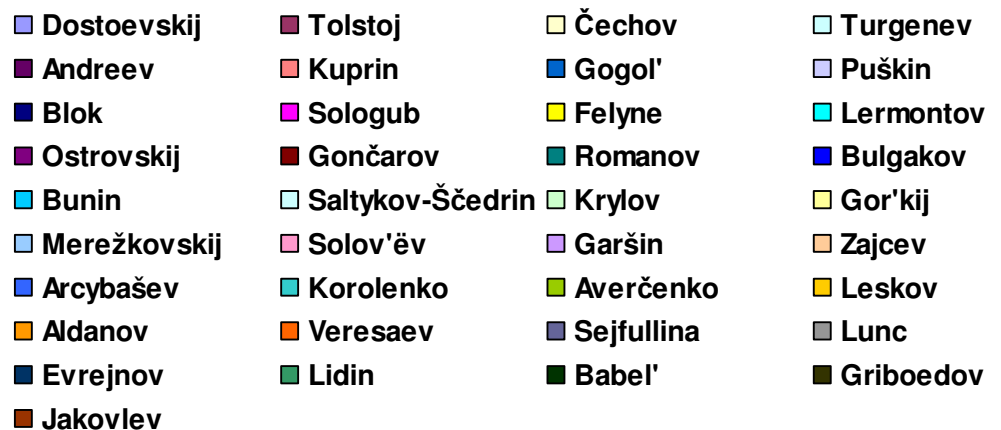 Dostoevskij Tolstoj Čechov Turgenev
Andreev Kuprin Gogol' Puškin
Blok Sologub Felyne Lermontov
Ostrovskij Gončarov Romanov Bulgakov
Bunin Saltykov-Ščedrin Krylov Gor'kij
Merežkovskij Solov'ëv Garšin Zajcev
Arcybašev Korolenko Averčenko Leskov
Aldanov Veresaev Sejfullina Lunc
Evrejnov Lidin Babel' Griboedov
Jakovlev